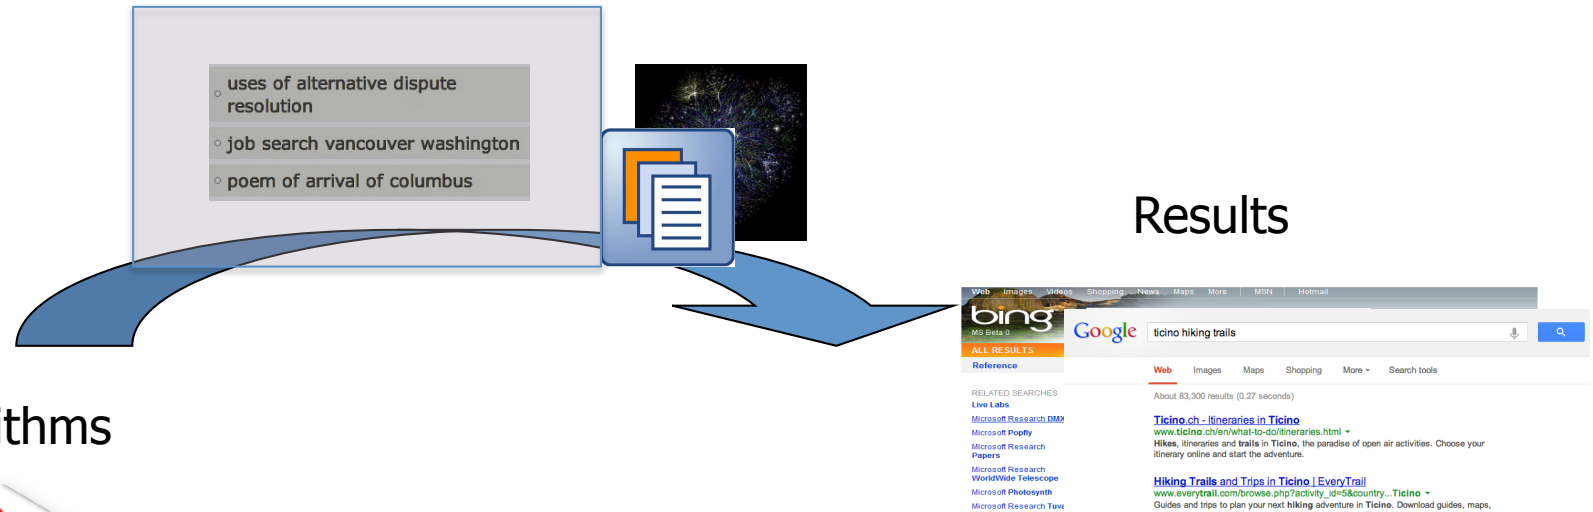 uses of alternative dispute
resolution
job search vancouver washington
poem of arrival of columbus
Results
ithms
Web Images Videos Shopping News Maps More MSN Hotmail
bing
MS Beta 0
ALL RESULTS
Reference
RELATED SEARCHES
Live Labs
Microsoft Research DMX
Microsoft Popfly
Microsoft Research
Papers
Microsoft Research
WorldWide Telescope
Microsoft Photosynth
Microsoft Research Tuva
Google ticino hiking trails
Web Images Maps Shopping More Search tools
About 83,300 results (0.27 seconds)
Ticino.ch - Itineraries in Ticino
www.ticino.ch/en/what-to-do/itineraries.html
Hikes, itineraries and trails in Ticino, the paradise of open air activities. Choose your
itinerary online and start the adventure.
Hiking Trails and Trips in Ticino | EveryTrail
www.everytrail.com/browse.php?activity_id=5&country...Ticino
Guides and trips to plan your next hiking adventure in Ticino. Download guides, maps,